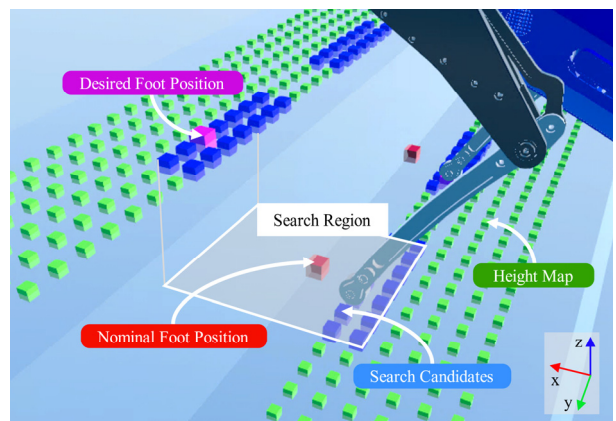 Desired Foot Position
Search Region
Height Map
Nominal Foot Position
Search Candidates
z
x
y